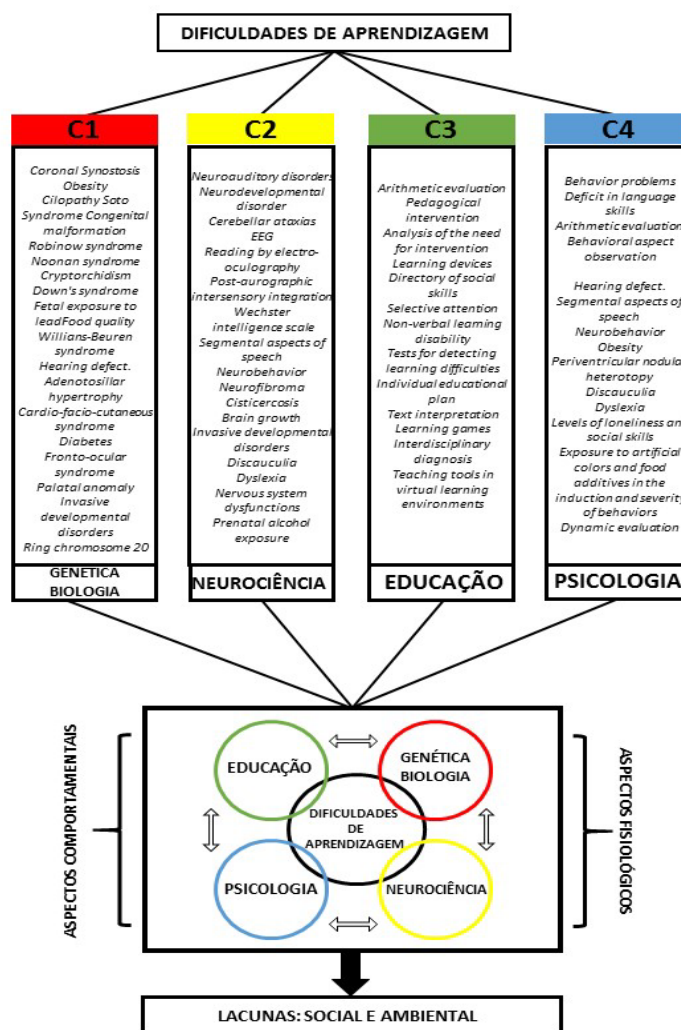 DIFICULDADES DE APRENDIZAGEM
C1
Coronal Synostosis
Obesity
Cilopathy Soto
Syndrome Congenital
malformation
Robinow syndrome
Noonan syndrome
Cryptorchidism
Down's syndrome
Fetal exposure to
leadFood quality
Willians-Beuren
syndrome
Hearing defect.
Adenotosillar
hypertrophy
Cardio-facio-cutaneous
syndrome
Diabetes
Fronto-ocular
syndrome
Palatal anomaly
Invasive
developmental
disorders
Ring chromosome 20
GENÉTICA
BIOLOGIA
C2
Neuroauditory disorders
Neurodevelopmental
disorder
Cerebellar ataxias
EEG
Reading by electro-
oculography
Post-aurographic
intersensory integration
Wechster
intelligence scale
Segmental aspects of
speech
Neurobehavior
Neurofibroma
Cisticercosis
Brain growth
Invasive developmental
disorders
Discauculia
Dyslexia
Nervous system
dysfunctions
Prenatal alcohol
exposure
NEUROCIÊNCIA
C3
Arithmetic evaluation
Pedagogical
intervention
Analysis of the need
for intervention
Learning devices
Directory of social
skills
Selective attention
Non-verbal learning
disability
Tests for detecting
learning difficulties
Individual educational
plan
Text interpretation
Learning games
Interdisciplinary
diagnosis
Teaching tools in
virtual learning
environments
EDUCAÇÃO
C4
Behavior problems
Deficit in language
skills
Arithmetic evaluation
Behavioral aspect
observation
Hearing defect.
Segmental aspects of
speech
Neurobehavior
Obesity
Periventricular nodular
heterotopy
Discauculia
Dyslexia
Levels of loneliness and
social skills
Exposure to artificial
colors and food
additives in the
induction and severity
of behaviors
Dynamic evaluation
PSICOLOGIA
ASPECTOS COMPORTAMENTAIS
EDUCAÇÃO
GENÉTICA
BIOLOGIA
DIFICULDADES
DE
APRENDIZAGEM
PSICOLOGIA
NEUROCIÊNCIA
ASPECTOS FISIOLÓGICOS
LACUNAS: SOCIAL E AMBIENTAL